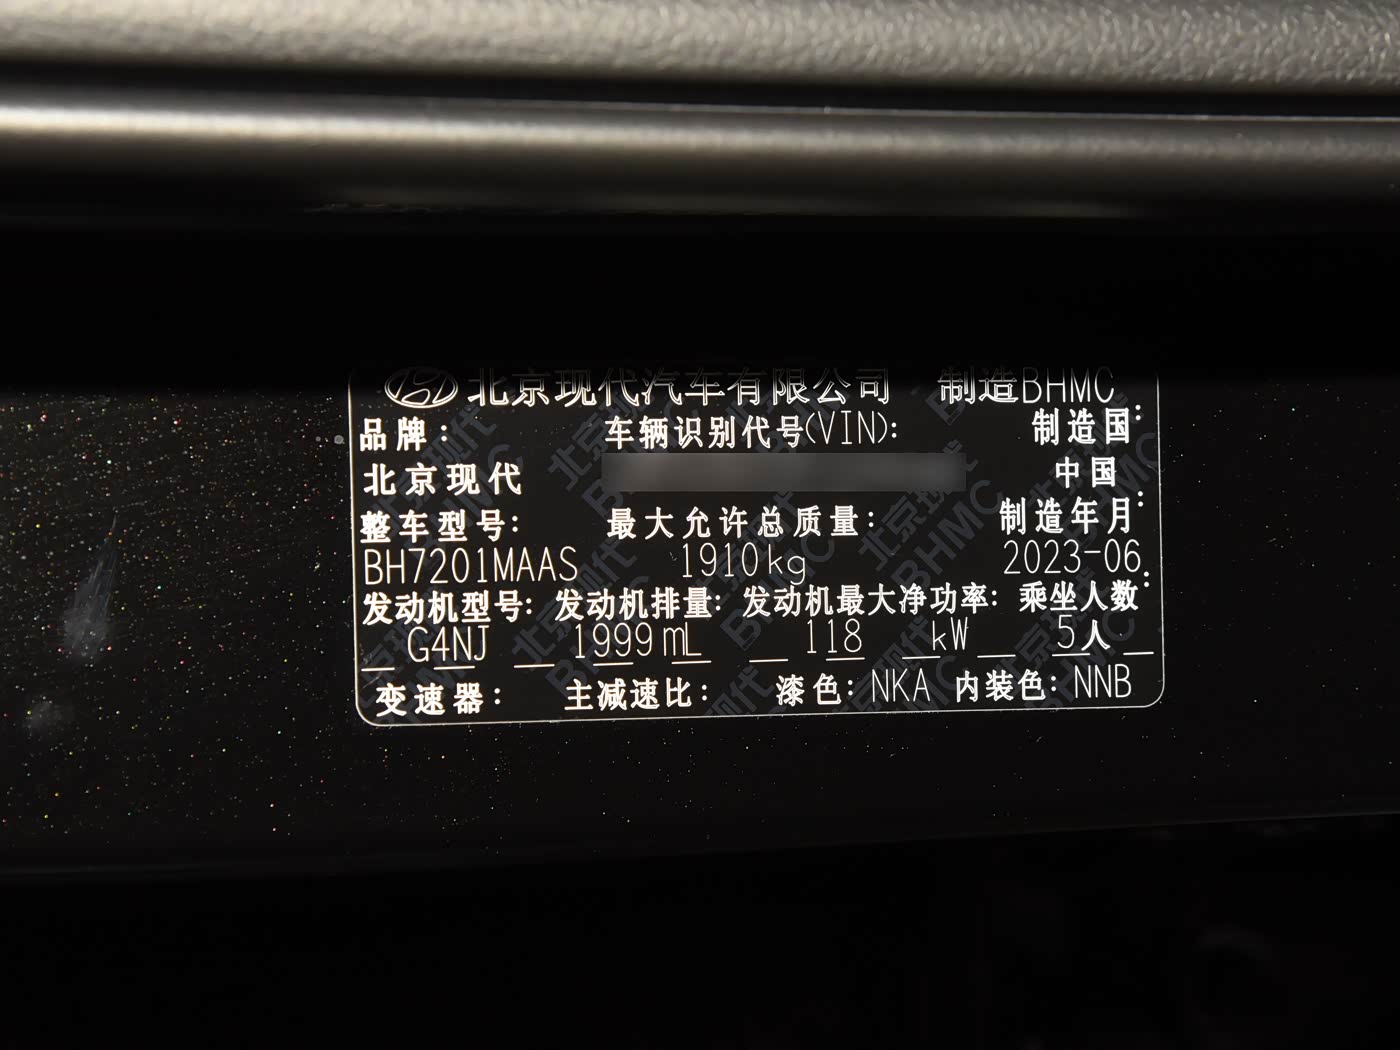 北京现代汽车有限公司 制造BHMC
品牌: 车辆识别代号(VIN): 制造国:
北京现代 中国
整车型号: 最大允许总质量: 制造年月:
BH7201MAAS 1910kg 2023-06
发动机型号: 发动机排量: 发动机最大净功率: 乘坐人数:
G4NJ 1999mL 118 kW 5人
变速器: 主减速比: 漆色: NKA 内装色: NNB